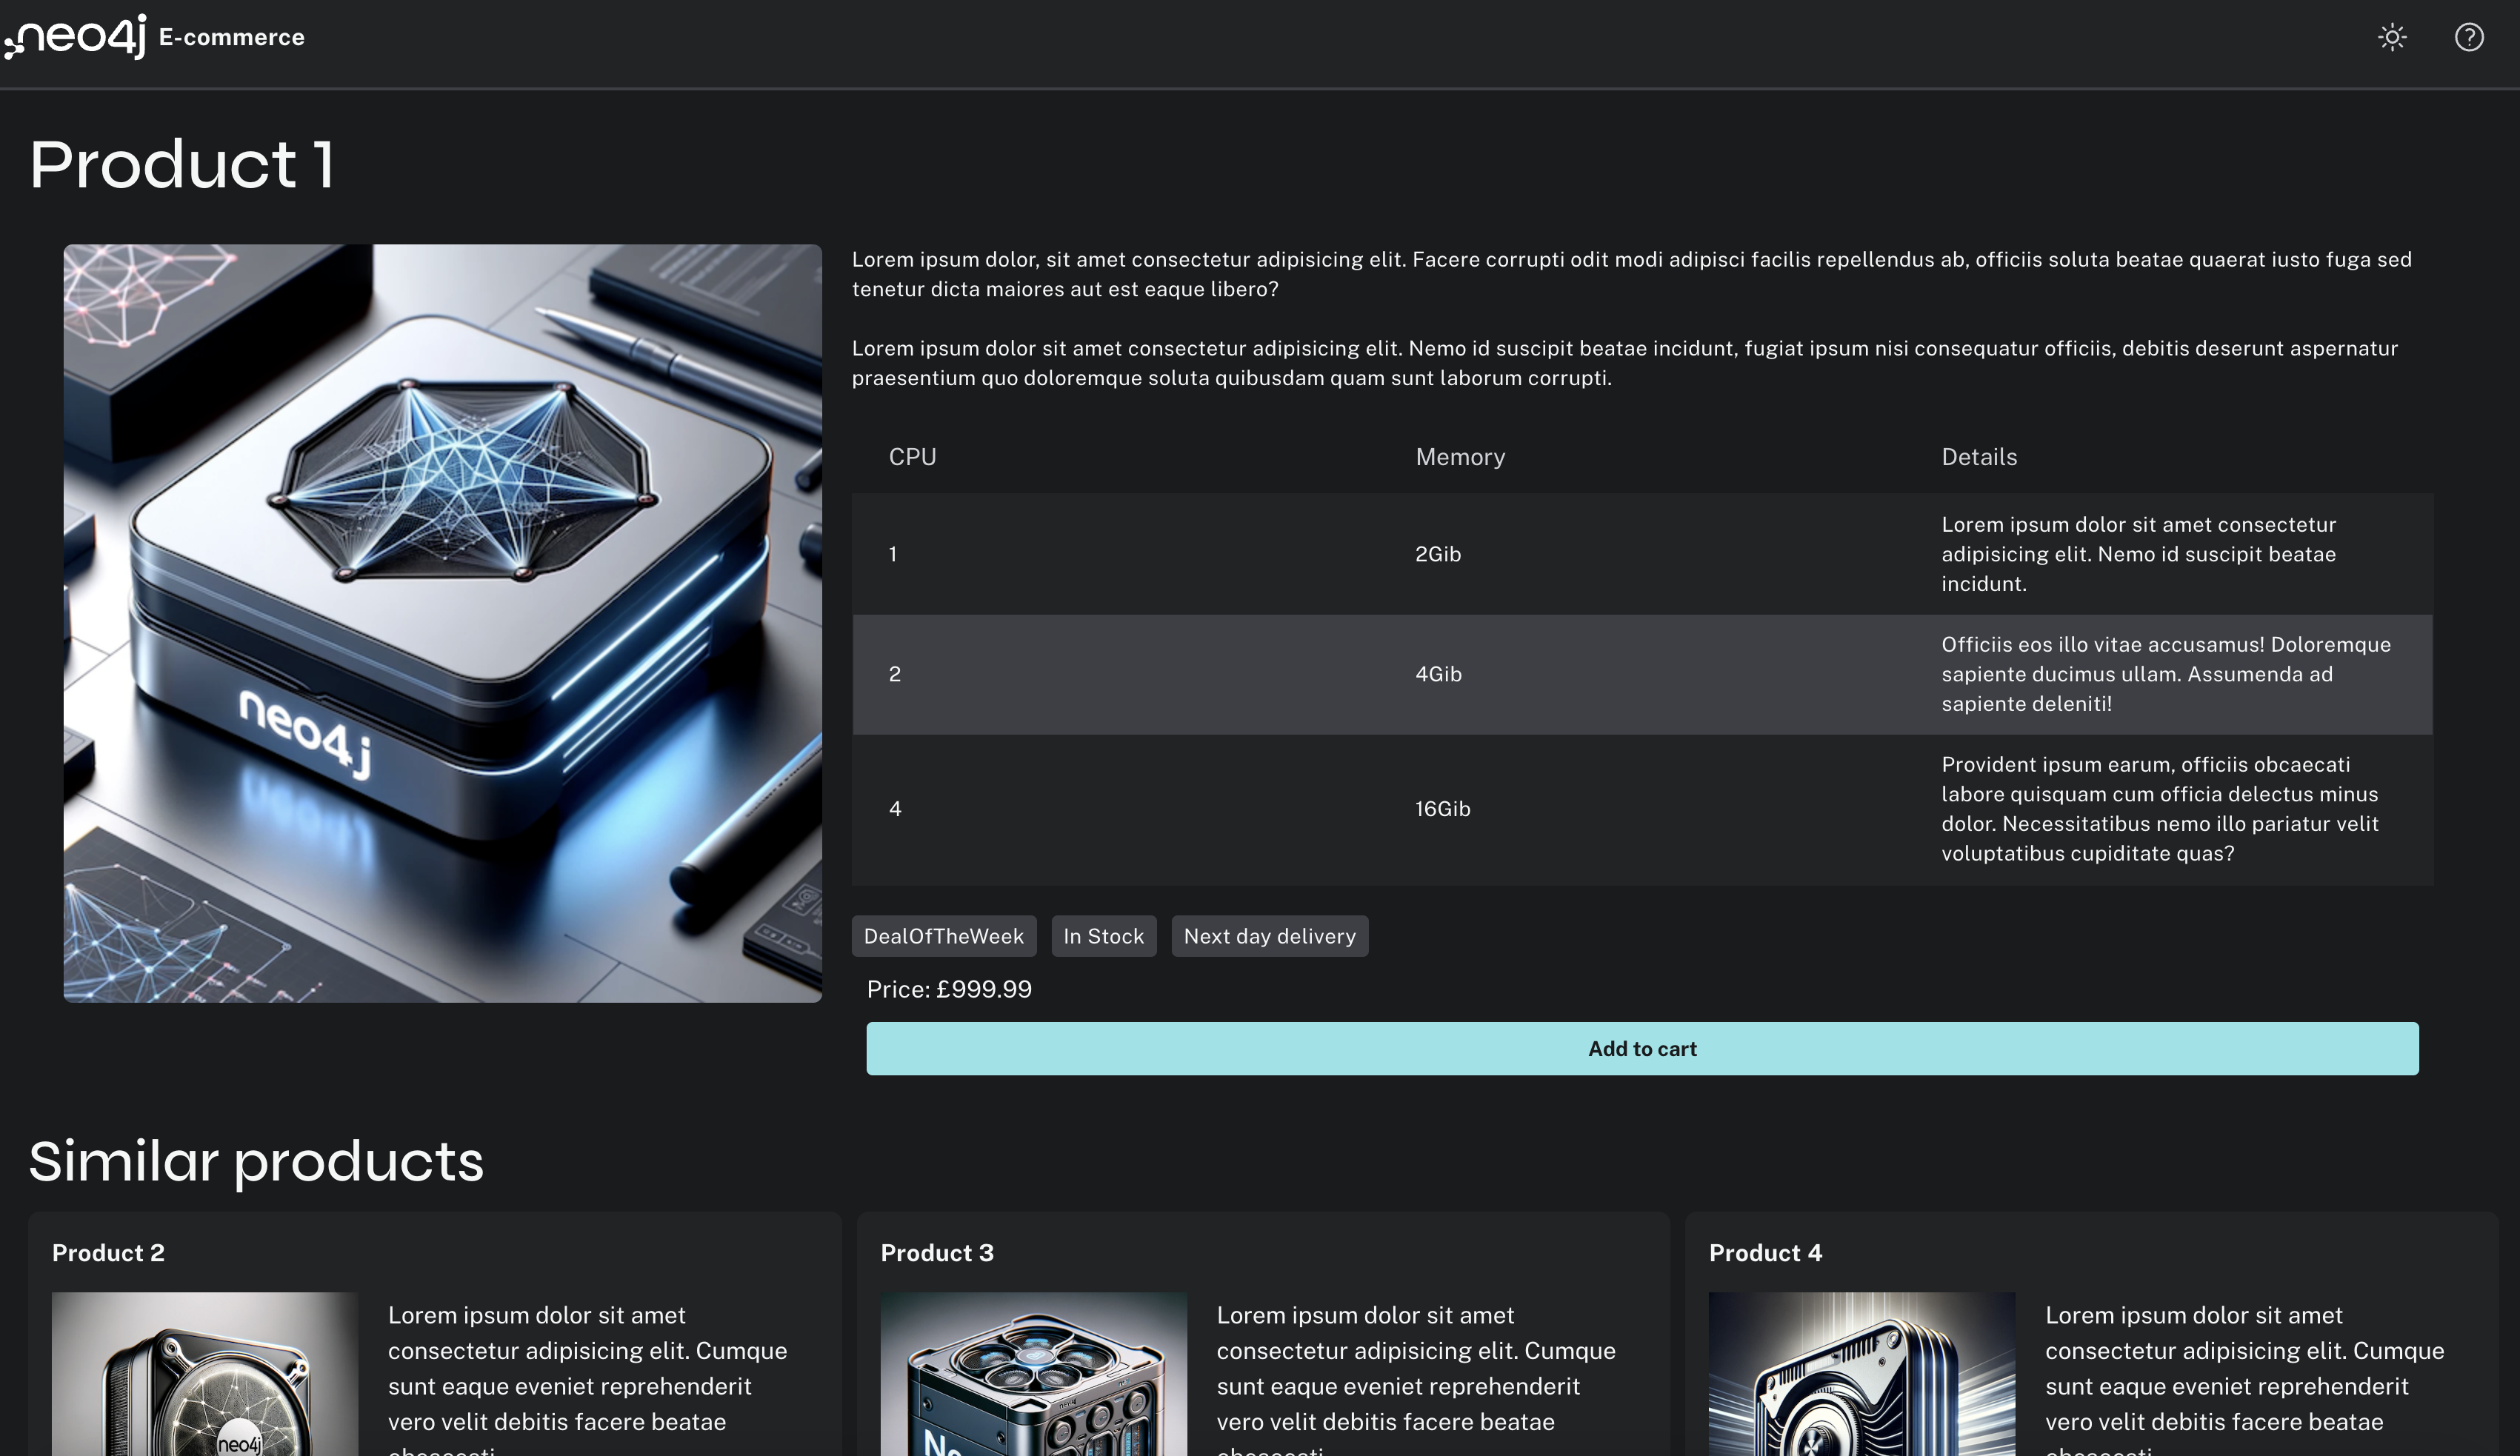 neo4j E-commerce
Product 1
neo4j
Lorem ipsum dolor, sit amet consectetur adipisicing elit. Facere corrupti odit modi adipisci facilis repellendus ab, officiis soluta beatae quaerat iusto fuga sed
tenetur dicta maiores aut est eaque libero?
Lorem ipsum dolor sit amet consectetur adipisicing elit. Nemo id suscipit beatae incidunt, fugiat ipsum nisi consequatur officiis, debitis deserunt aspernatur
praesentium quo doloremque soluta quibusdam quam sunt laborum corrupti.
CPU Memory Details
1 2Gib
Lorem ipsum dolor sit amet consectetur
adipisicing elit. Nemo id suscipit beatae
incidunt.
2 4Gib
Officiis eos illo vitae accusamus! Doloremque
sapiente ducimus ullam. Assumenda ad
sapiente deleniti!
4 16Gib
Provident ipsum earum, officiis obcaecati
labore quisquam cum officia delectus minus
dolor. Necessitatibus nemo illo pariatur velit
voluptatibus cupiditate quas?
DealOfTheWeek In Stock Next day delivery
Price: £999.99
Add to cart
Similar products
Product 2
neo4j
Lorem ipsum dolor sit amet
consectetur adipisicing elit. Cumque
sunt eaque eveniet reprehenderit
vero velit debitis facere beatae
Product 3
neo4j
Lorem ipsum dolor sit amet
consectetur adipisicing elit. Cumque
sunt eaque eveniet reprehenderit
vero velit debitis facere beatae
Product 4
Lorem ipsum dolor sit amet
consectetur adipisicing elit. Cumque
sunt eaque eveniet reprehenderit
vero velit debitis facere beatae